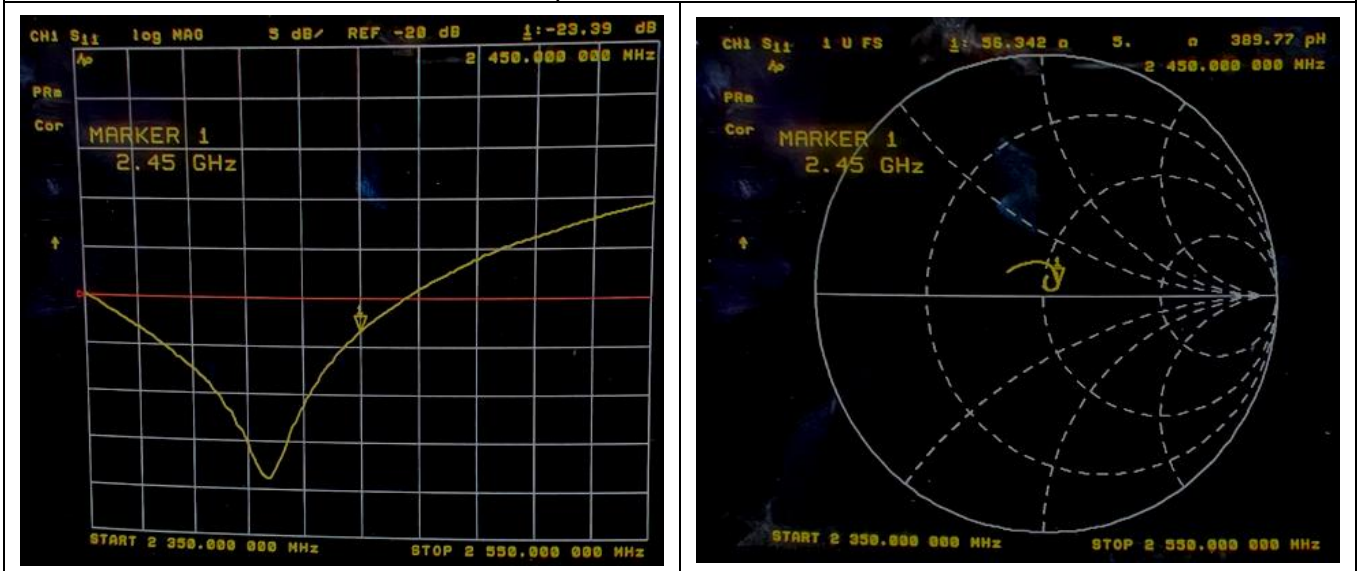 CH1 S11 log MAG 5 dB/ REF -20 dB 1:-23.39 dB
2 450.000 000 MHz
PRm
Cor
MARKER 1
2.45 GHz
START 2 350.000 000 MHz STOP 2 550.000 000 MHz
CH1 S11 1 U FS 1: 56.342 Ω 5. Ω 389.77 pH
2 450.000 000 MHz
PRm
Cor
MARKER 1
2.45 GHz
START 2 350.000 000 MHz STOP 2 550.000 000 MHz